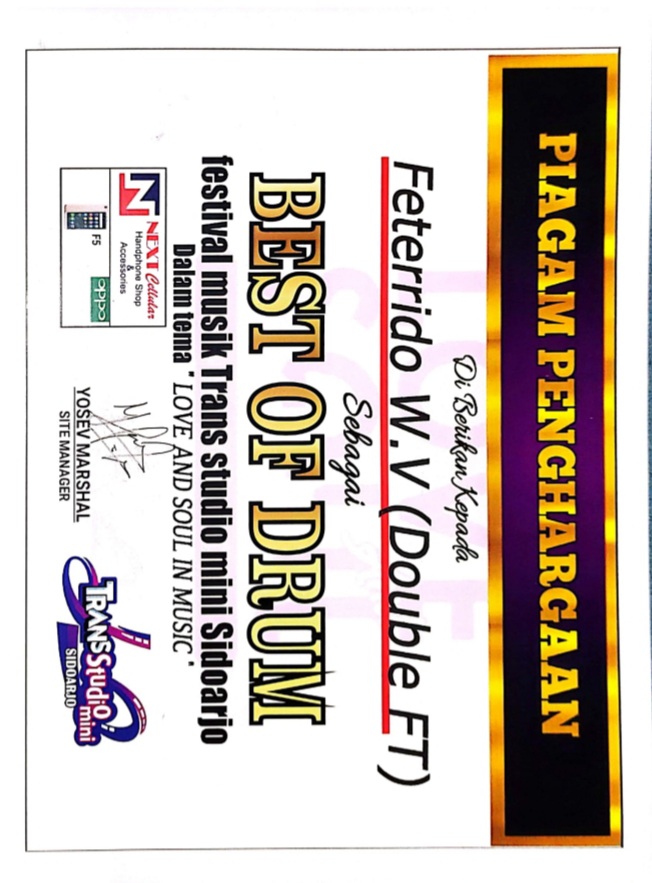 PIAGAM PENGHARGAAN
Di Berikan Kepada
Feterrido W.V (Double FT)
Sebagai
BEST OF DRUM
festival musik Trans studio mini Sidoarjo
Dalam tema " LOVE AND SOUL IN MUSIC "
N NEXT Cellular
Handphone Shop
&
Accessories
F5
oppo
YOSEV MARSHAL
SITE MANAGER
TRANS Studio
mini
SIDOARJO
LOVE
SOUL